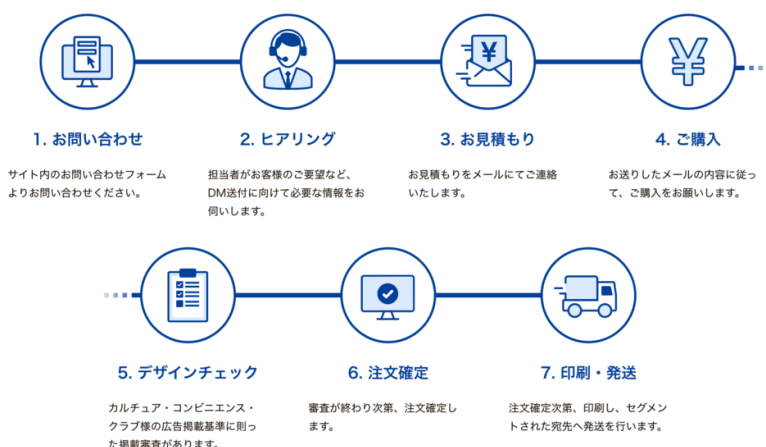 ¥
¥
1. お問い合わせ
2. ヒアリング
3. お見積もり
4. ご購入
サイト内のお問い合わせフォーム
よりお問い合わせください。
担当者がお客様のご要望など、
DM送付に向けて必要な情報をお
伺いします。
お見積もりをメールにてご連絡
いたします。
お送りしたメールの内容に従っ
て、ご購入をお願いします。
5. デザインチェック
6. 注文確定
7. 印刷・発送
カルチュア・コンビニエンス・
クラブ様の広告掲載基準に則っ
た掲載審査があります。
審査が終わり次第、注文確定し
ます。
注文確定次第、印刷し、セグメン
トされた宛先へ発送を行います。